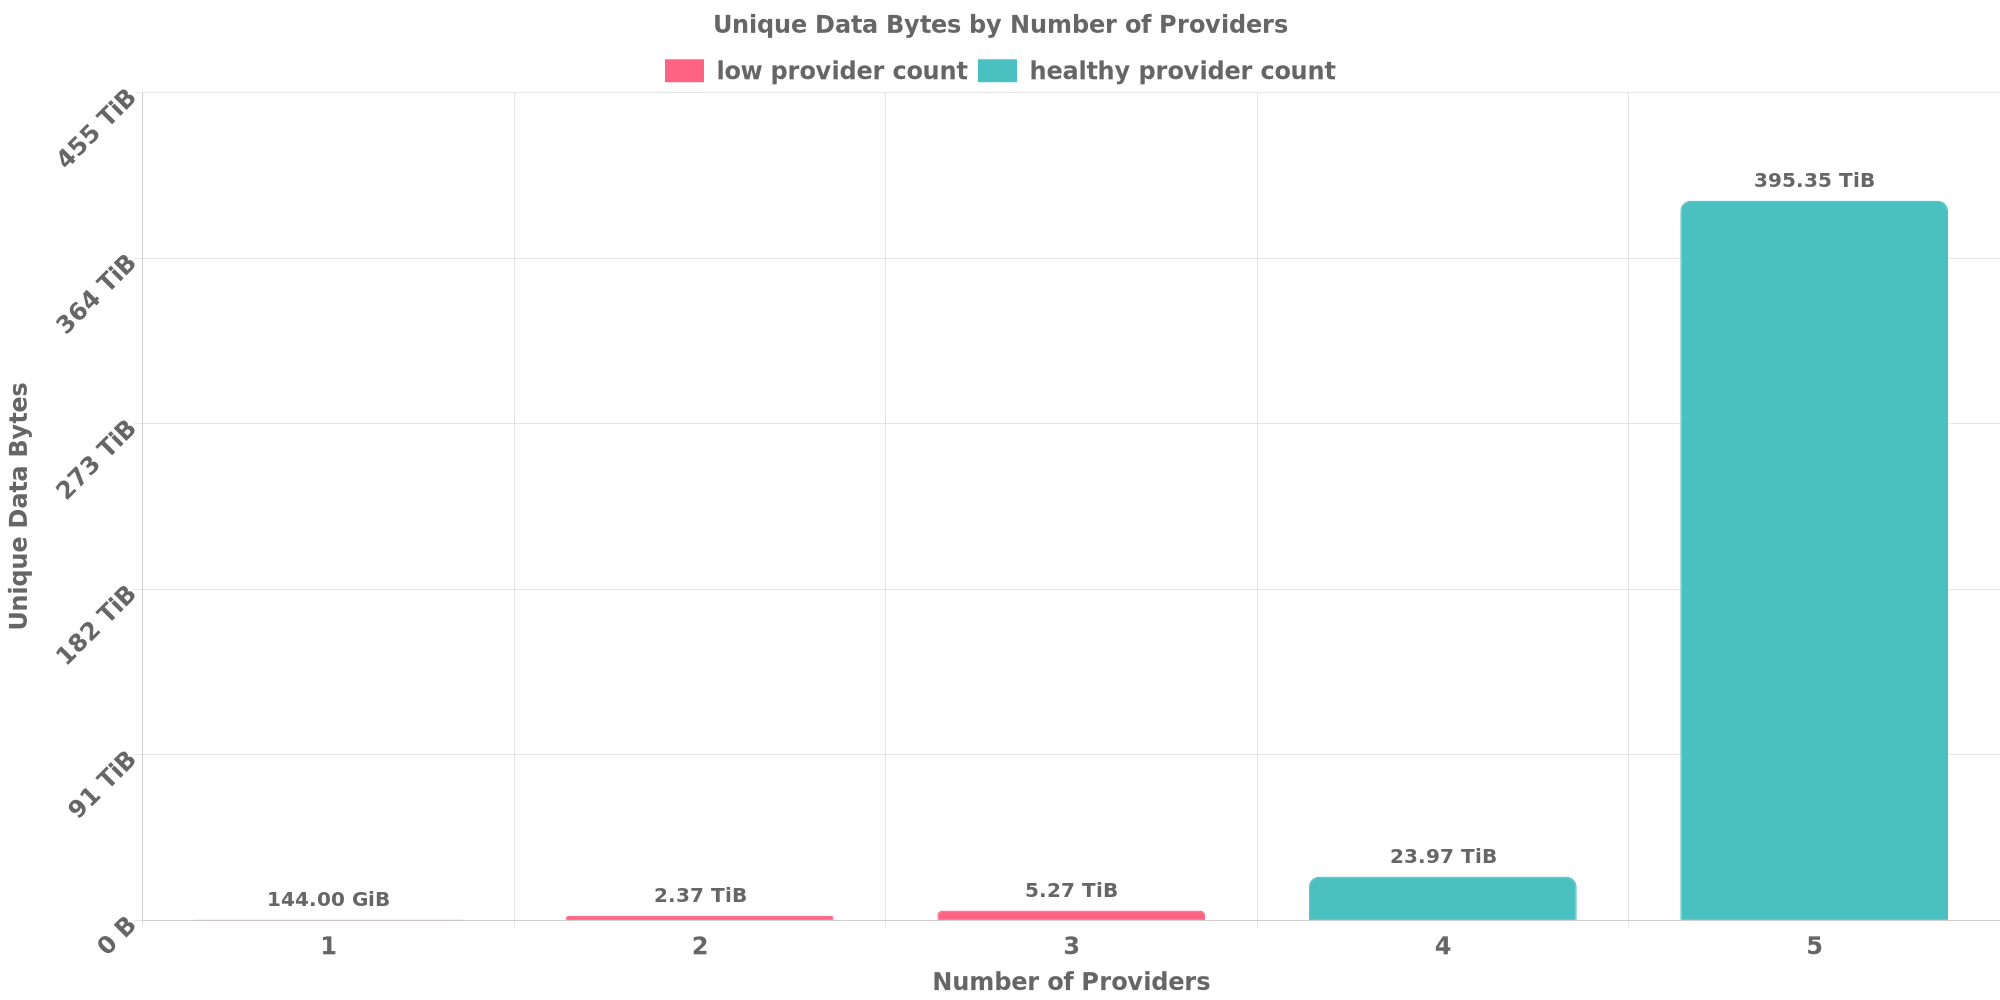 Unique Data Bytes by Number of Providers
low provider count
healthy provider count
Unique Data Bytes
455 TiB
364 TiB
273 TiB
182 TiB
91 TiB
0 B
144.00 GiB
2.37 TiB
5.27 TiB
23.97 TiB
395.35 TiB
1
2
3
4
5
Number of Providers